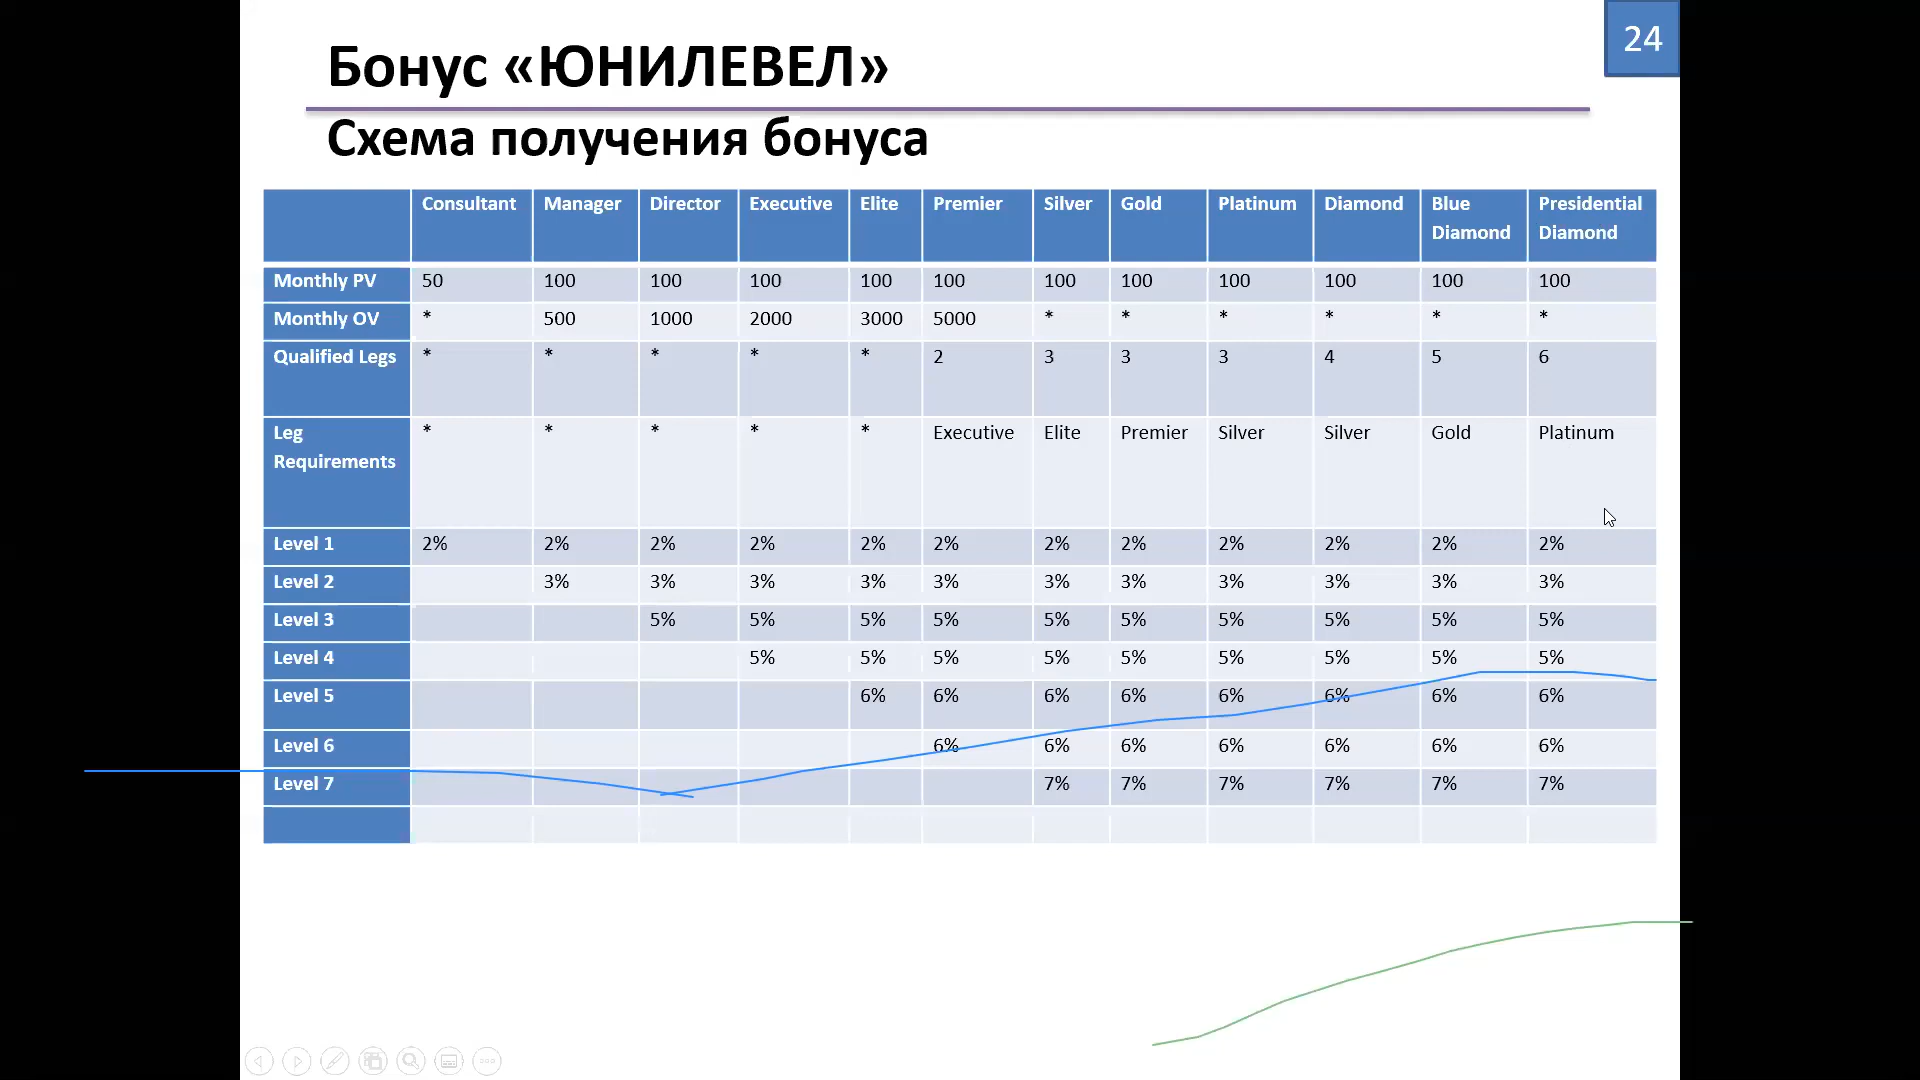 24
Бонус «ЮНИЛЕВЕЛ»
Схема получения бонуса
Consultant Manager Director Executive Elite Premier Silver Gold Platinum Diamond Blue Diamond Presidential Diamond
Monthly PV 50 100 100 100 100 100 100 100 100 100 100 100
Monthly OV * 500 1000 2000 3000 5000 * * * * * *
Qualified Legs * * * * * 2 3 3 3 4 5 6
Leg Requirements * * * * * Executive Elite Premier Silver Silver Gold Platinum
Level 1 2% 2% 2% 2% 2% 2% 2% 2% 2% 2% 2% 2%
Level 2 3% 3% 3% 3% 3% 3% 3% 3% 3% 3% 3%
Level 3 5% 5% 5% 5% 5% 5% 5% 5% 5% 5%
Level 4 5% 5% 5% 5% 5% 5% 5% 5% 5%
Level 5 6% 6% 6% 6% 6% 6% 6% 6%
Level 6 6% 6% 6% 6% 6% 6% 6%
Level 7 7% 7% 7% 7% 7% 7%